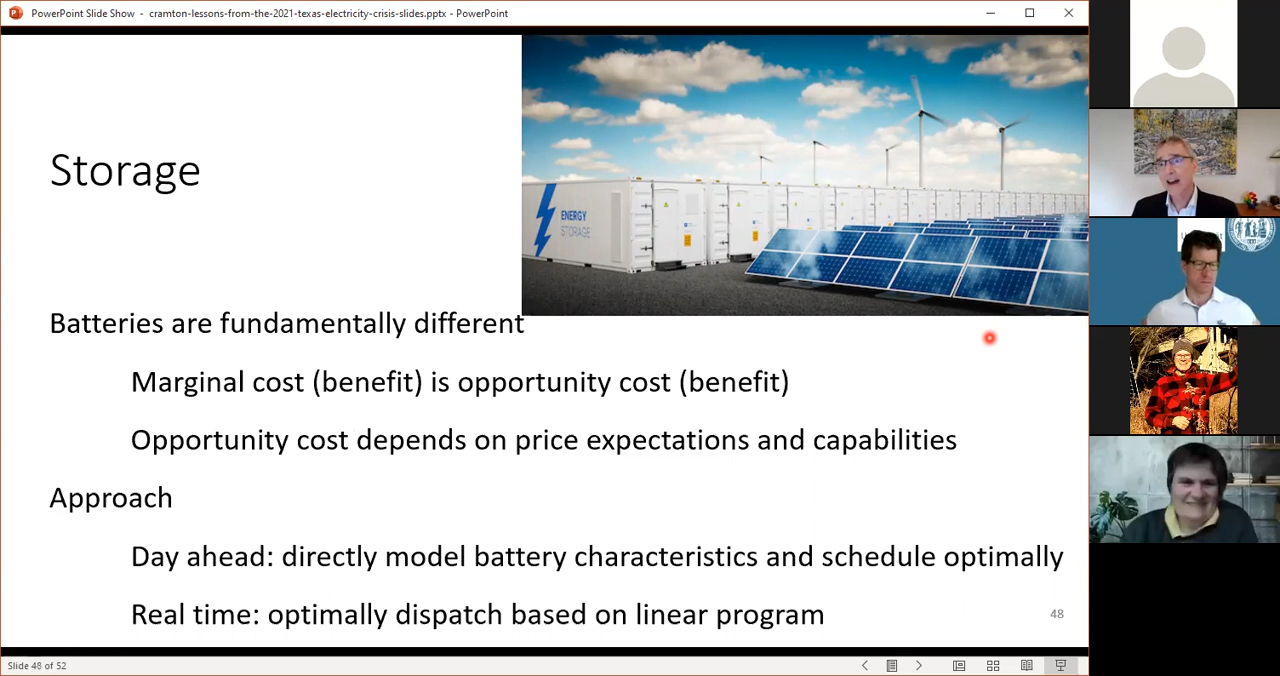 PowerPoint Slide Show - cramton-lessons-from-the-2021-texas-electricity-crisis-slides.pptx - PowerPoint
Storage
ENERGY
STORAGE
Batteries are fundamentally different
Marginal cost (benefit) is opportunity cost (benefit)
Opportunity cost depends on price expectations and capabilities
Approach
Day ahead: directly model battery characteristics and schedule optimally
Real time: optimally dispatch based on linear program
48
Slide 48 of 52